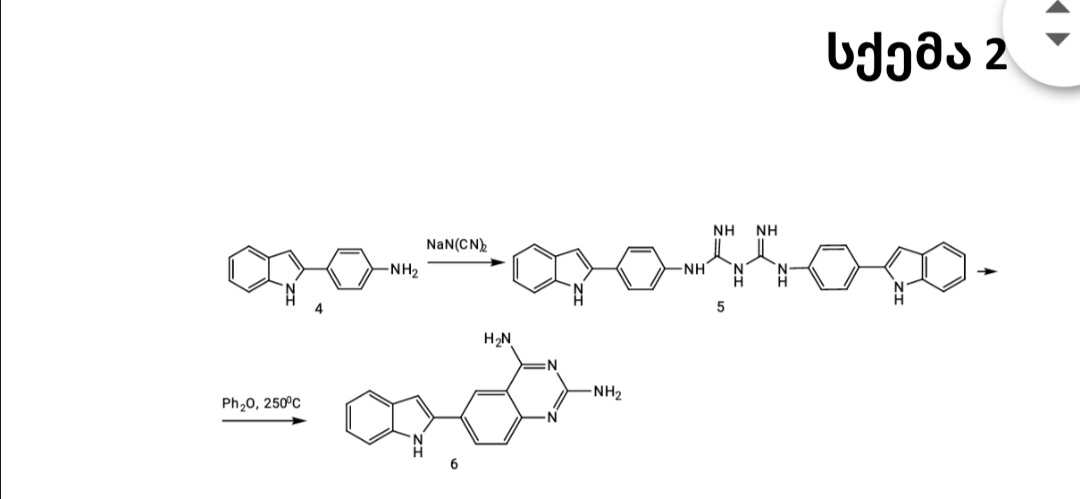 სქემა 2
NH NH
NaN(CN)2
NH2 NH N H N H
N H 4 N H 5 N H
H2N
N
Ph2O, 250⁰C NH2
N
N H
6